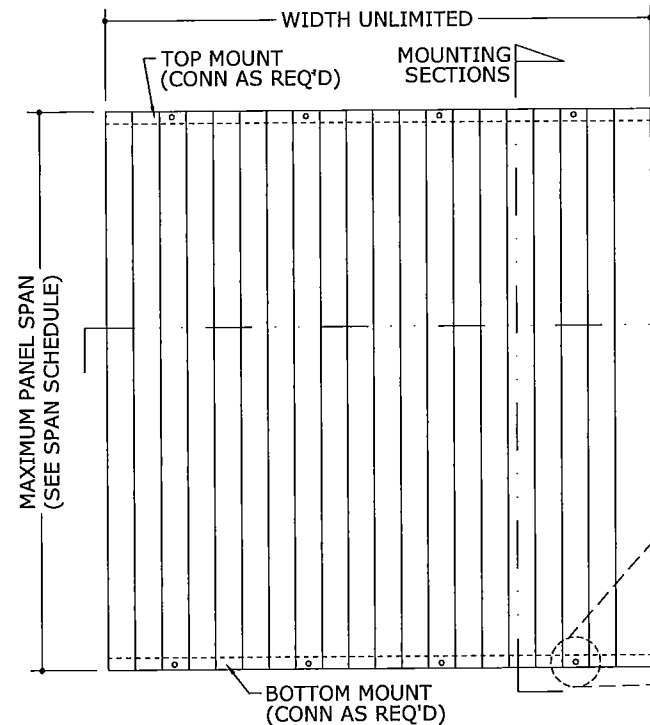 WIDTH UNLIMITED
TOP MOUNT
(CONN AS REQ'D)
MOUNTING
SECTIONS
MAXIMUM PANEL SPAN
(SEE SPAN SCHEDULE)
BOTTOM MOUNT
(CONN AS REQ'D)